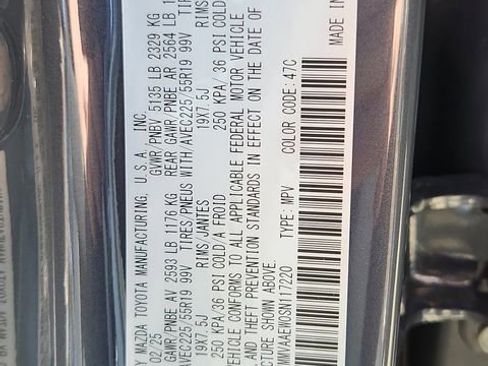 Y MAZDA TOYOTA MANUFACTURING, U.S.A. INC.
02/25 GVWR/PNBV 5135 LB 2329 KG
GAWR/PNBE AV 2593 LB 1176 KG REAR GAWR/PNBE AR 2564 LB 1
AVEC225/55R19 99V TIRES/PNEUS WITH AVEC225/55R19 99V TIR
19X7.5J RIMS/JANTES 19X7.5J RIMS
250 KPA/36 PSI COLD/A FROID 250 KPA/36 PSI COLD
VEHICLE CONFORMS TO ALL APPLICABLE FEDERAL MOTOR VEHICLE
AND THEFT PREVENTION STANDARDS IN EFFECT ON THE DATE OF
CTURE SHOWN ABOVE.
MMVAAEW0SN117220 TYPE: MPV COLOR CODE: 47C MADE IN